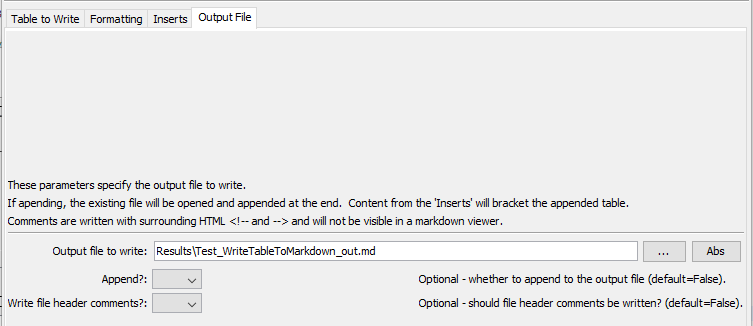 Table to Write Formatting Inserts Output File
These parameters specify the output file to write.
If apending, the existing file will be opened and appended at the end.  Content from the 'Inserts' will bracket the appended table.
Comments are written with surrounding HTML <!-- and --> and will not be visible in a markdown viewer.
Output file to write: Results\Test_WriteTableToMarkdown_out.md ... Abs
Append?: Optional - whether to append to the output file (default=False).
Write file header comments?: Optional - should file header comments be written? (default=False).